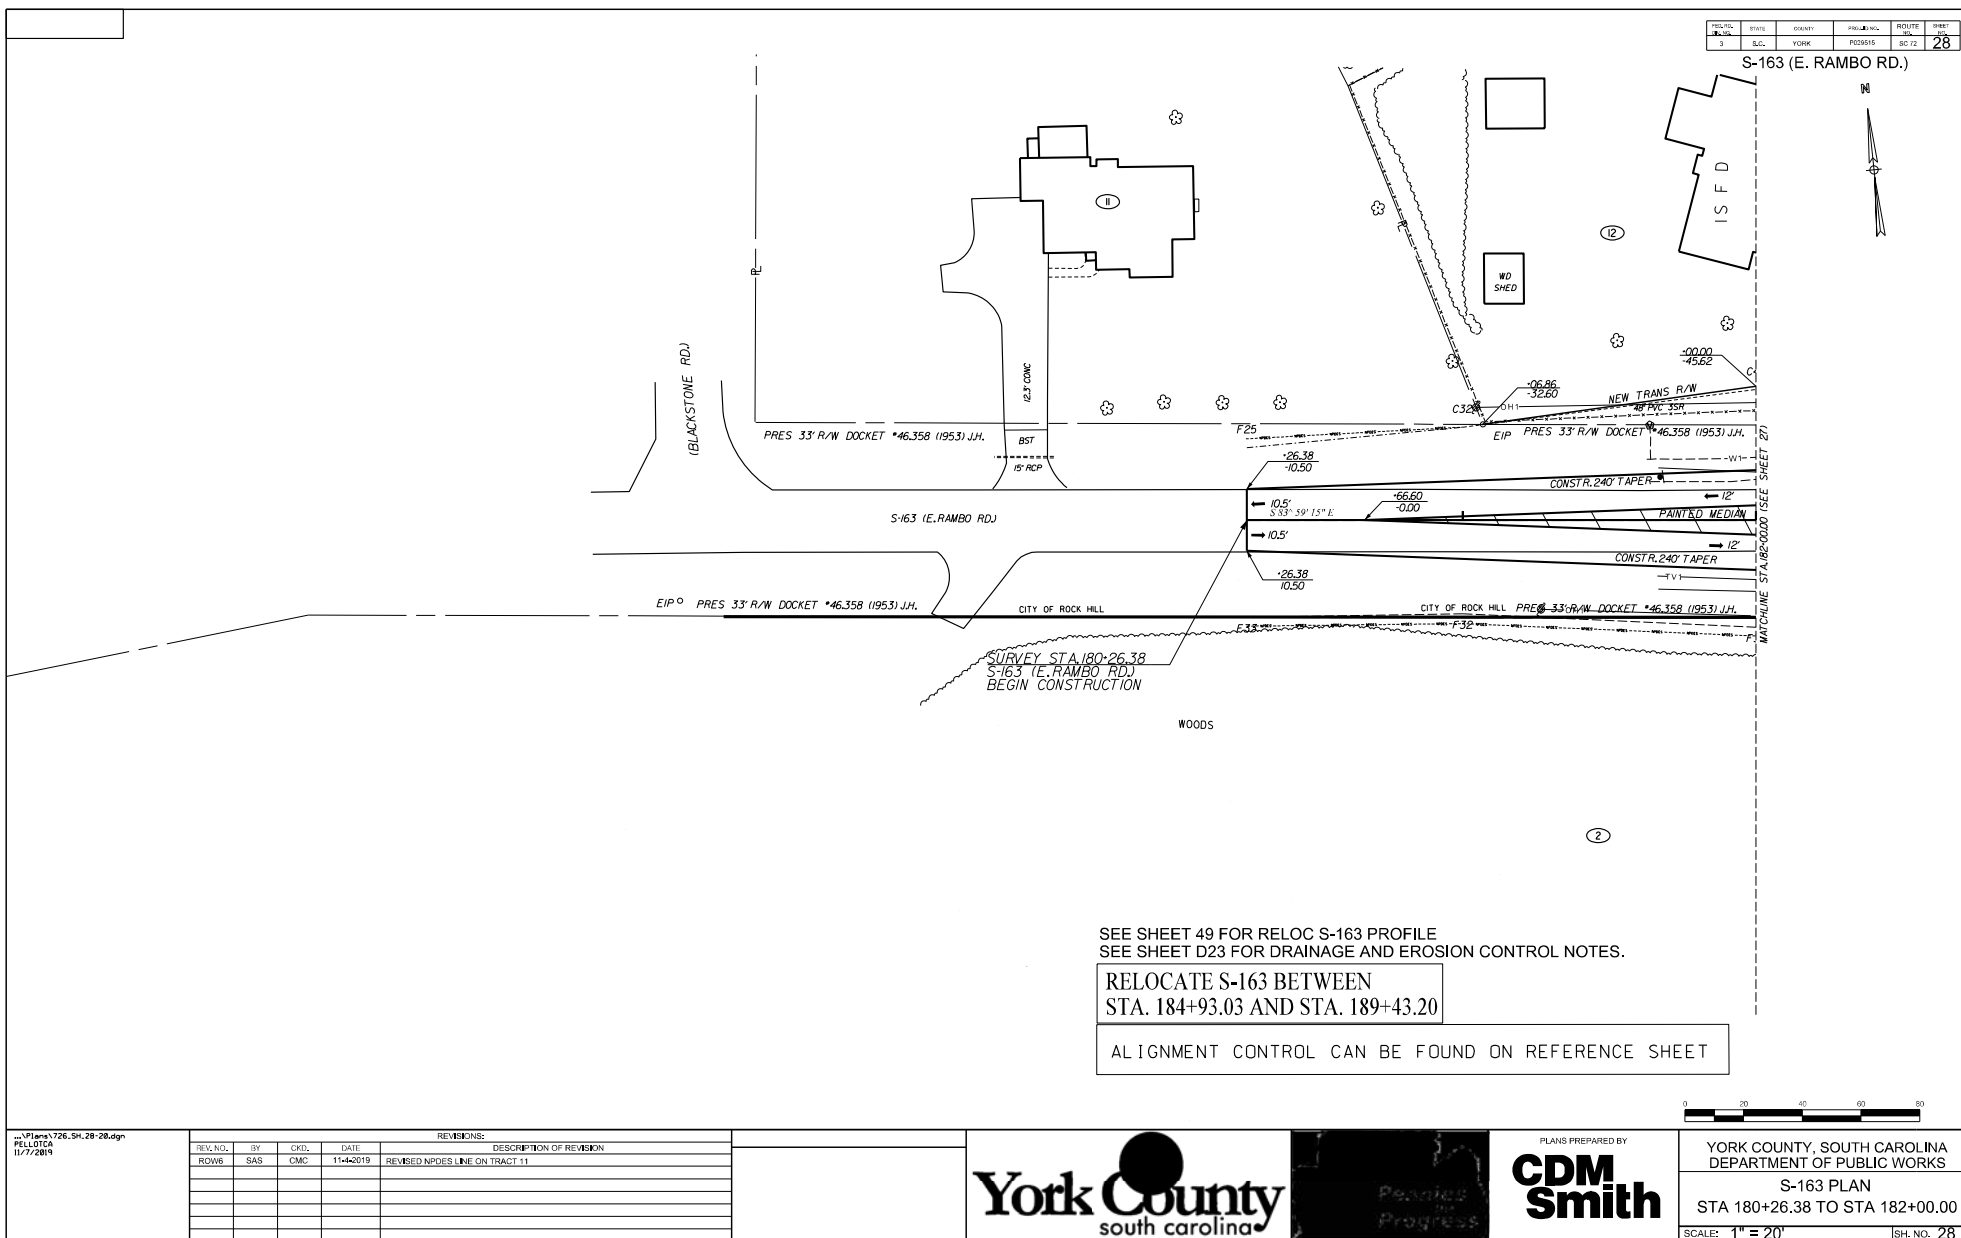 FED. RD. DIV. NO. STATE COUNTY PROJ. ID NO. ROUTE NO. SHEET NO.
3 S.C. YORK P029515 SC 72 28
S-163 (E. RAMBO RD.)
N
11
12
I S F D
WD
SHED
PL
PL
(BLACKSTONE RD.)
12.3' CONC
+00.00
-45.62
+06.86
-32.60
NEW TRANS R/W
C32
OH1
48" PVC 3SR
F25
EIP
PRES 33' R/W DOCKET #46,358 (1953) J.H.
BST
15" RCP
PRES 33' R/W DOCKET #46,358 (1953) J.H.
W1
+26.38
-10.50
CONSTR. 240' TAPER
10.5'
S 83° 59' 15" E
+66.60
-0.00
12'
PAINTED MEDIAN
S-163 (E. RAMBO RD.)
10.5'
12'
CONSTR. 240' TAPER
+26.38
10.50
TV1
MATCHLINE STA. 182+00.00 (SEE SHEET 27)
EIP PRES 33' R/W DOCKET #46,358 (1953) J.H.
CITY OF ROCK HILL
CITY OF ROCK HILL
PRES 33' R/W DOCKET #46,358 (1953) J.H.
F33
F32
F
SURVEY STA. 180+26.38
S-163 (E. RAMBO RD.)
BEGIN CONSTRUCTION
WOODS
2
SEE SHEET 49 FOR RELOC S-163 PROFILE
SEE SHEET D23 FOR DRAINAGE AND EROSION CONTROL NOTES.
RELOCATE S-163 BETWEEN
STA. 184+93.03 AND STA. 189+43.20
ALIGNMENT CONTROL CAN BE FOUND ON REFERENCE SHEET
0 20 40 60 80
...\Plans\726_SH_28-20.dgn
PELLOTCA
11/7/2019
REVISIONS:
REV. NO. BY CKD. DATE DESCRIPTION OF REVISION
ROW6 SAS CMC 11-4-2019 REVISED NPDES LINE ON TRACT 11
York County
south carolina
Pennies
for
Progress
PLANS PREPARED BY
CDM
Smith
YORK COUNTY, SOUTH CAROLINA
DEPARTMENT OF PUBLIC WORKS
S-163 PLAN
STA 180+26.38 TO STA 182+00.00
SCALE: 1" = 20' SH. NO. 28